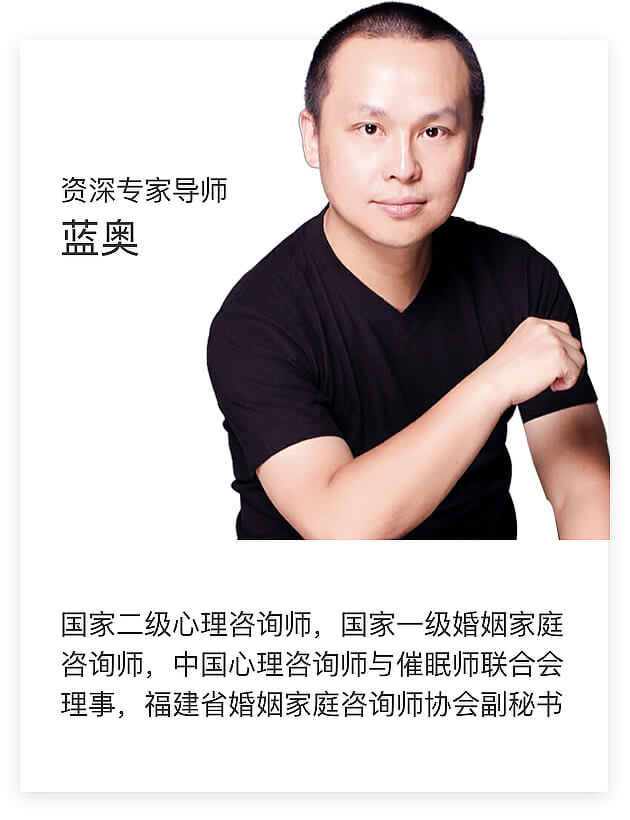 资深专家导师
蓝奥
国家二级心理咨询师，国家一级婚姻家庭
咨询师，中国心理咨询师与催眠师联合会
理事，福建省婚姻家庭咨询师协会副秘书